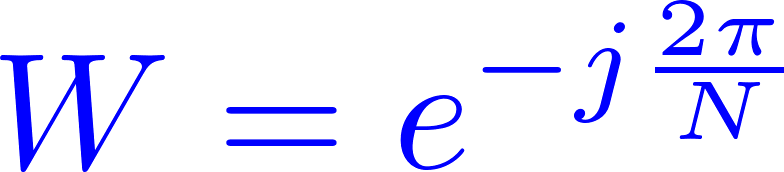 W = e^{-j\frac{2\pi}{N}}